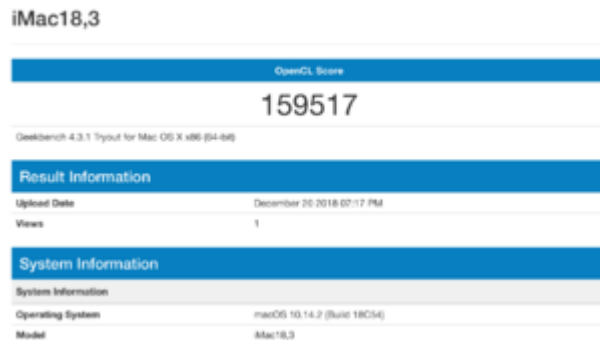 iMac18,3
OpenCL Score
159517
Geekbench 4.3.1 Tryout for Mac OS X x86 (64-bit)
Result Information
Upload Date December 20 2018 07:17 PM
Views 1
System Information
System Information
Operating System macOS 10.14.2 (Build 18C54)
Model iMac18,3